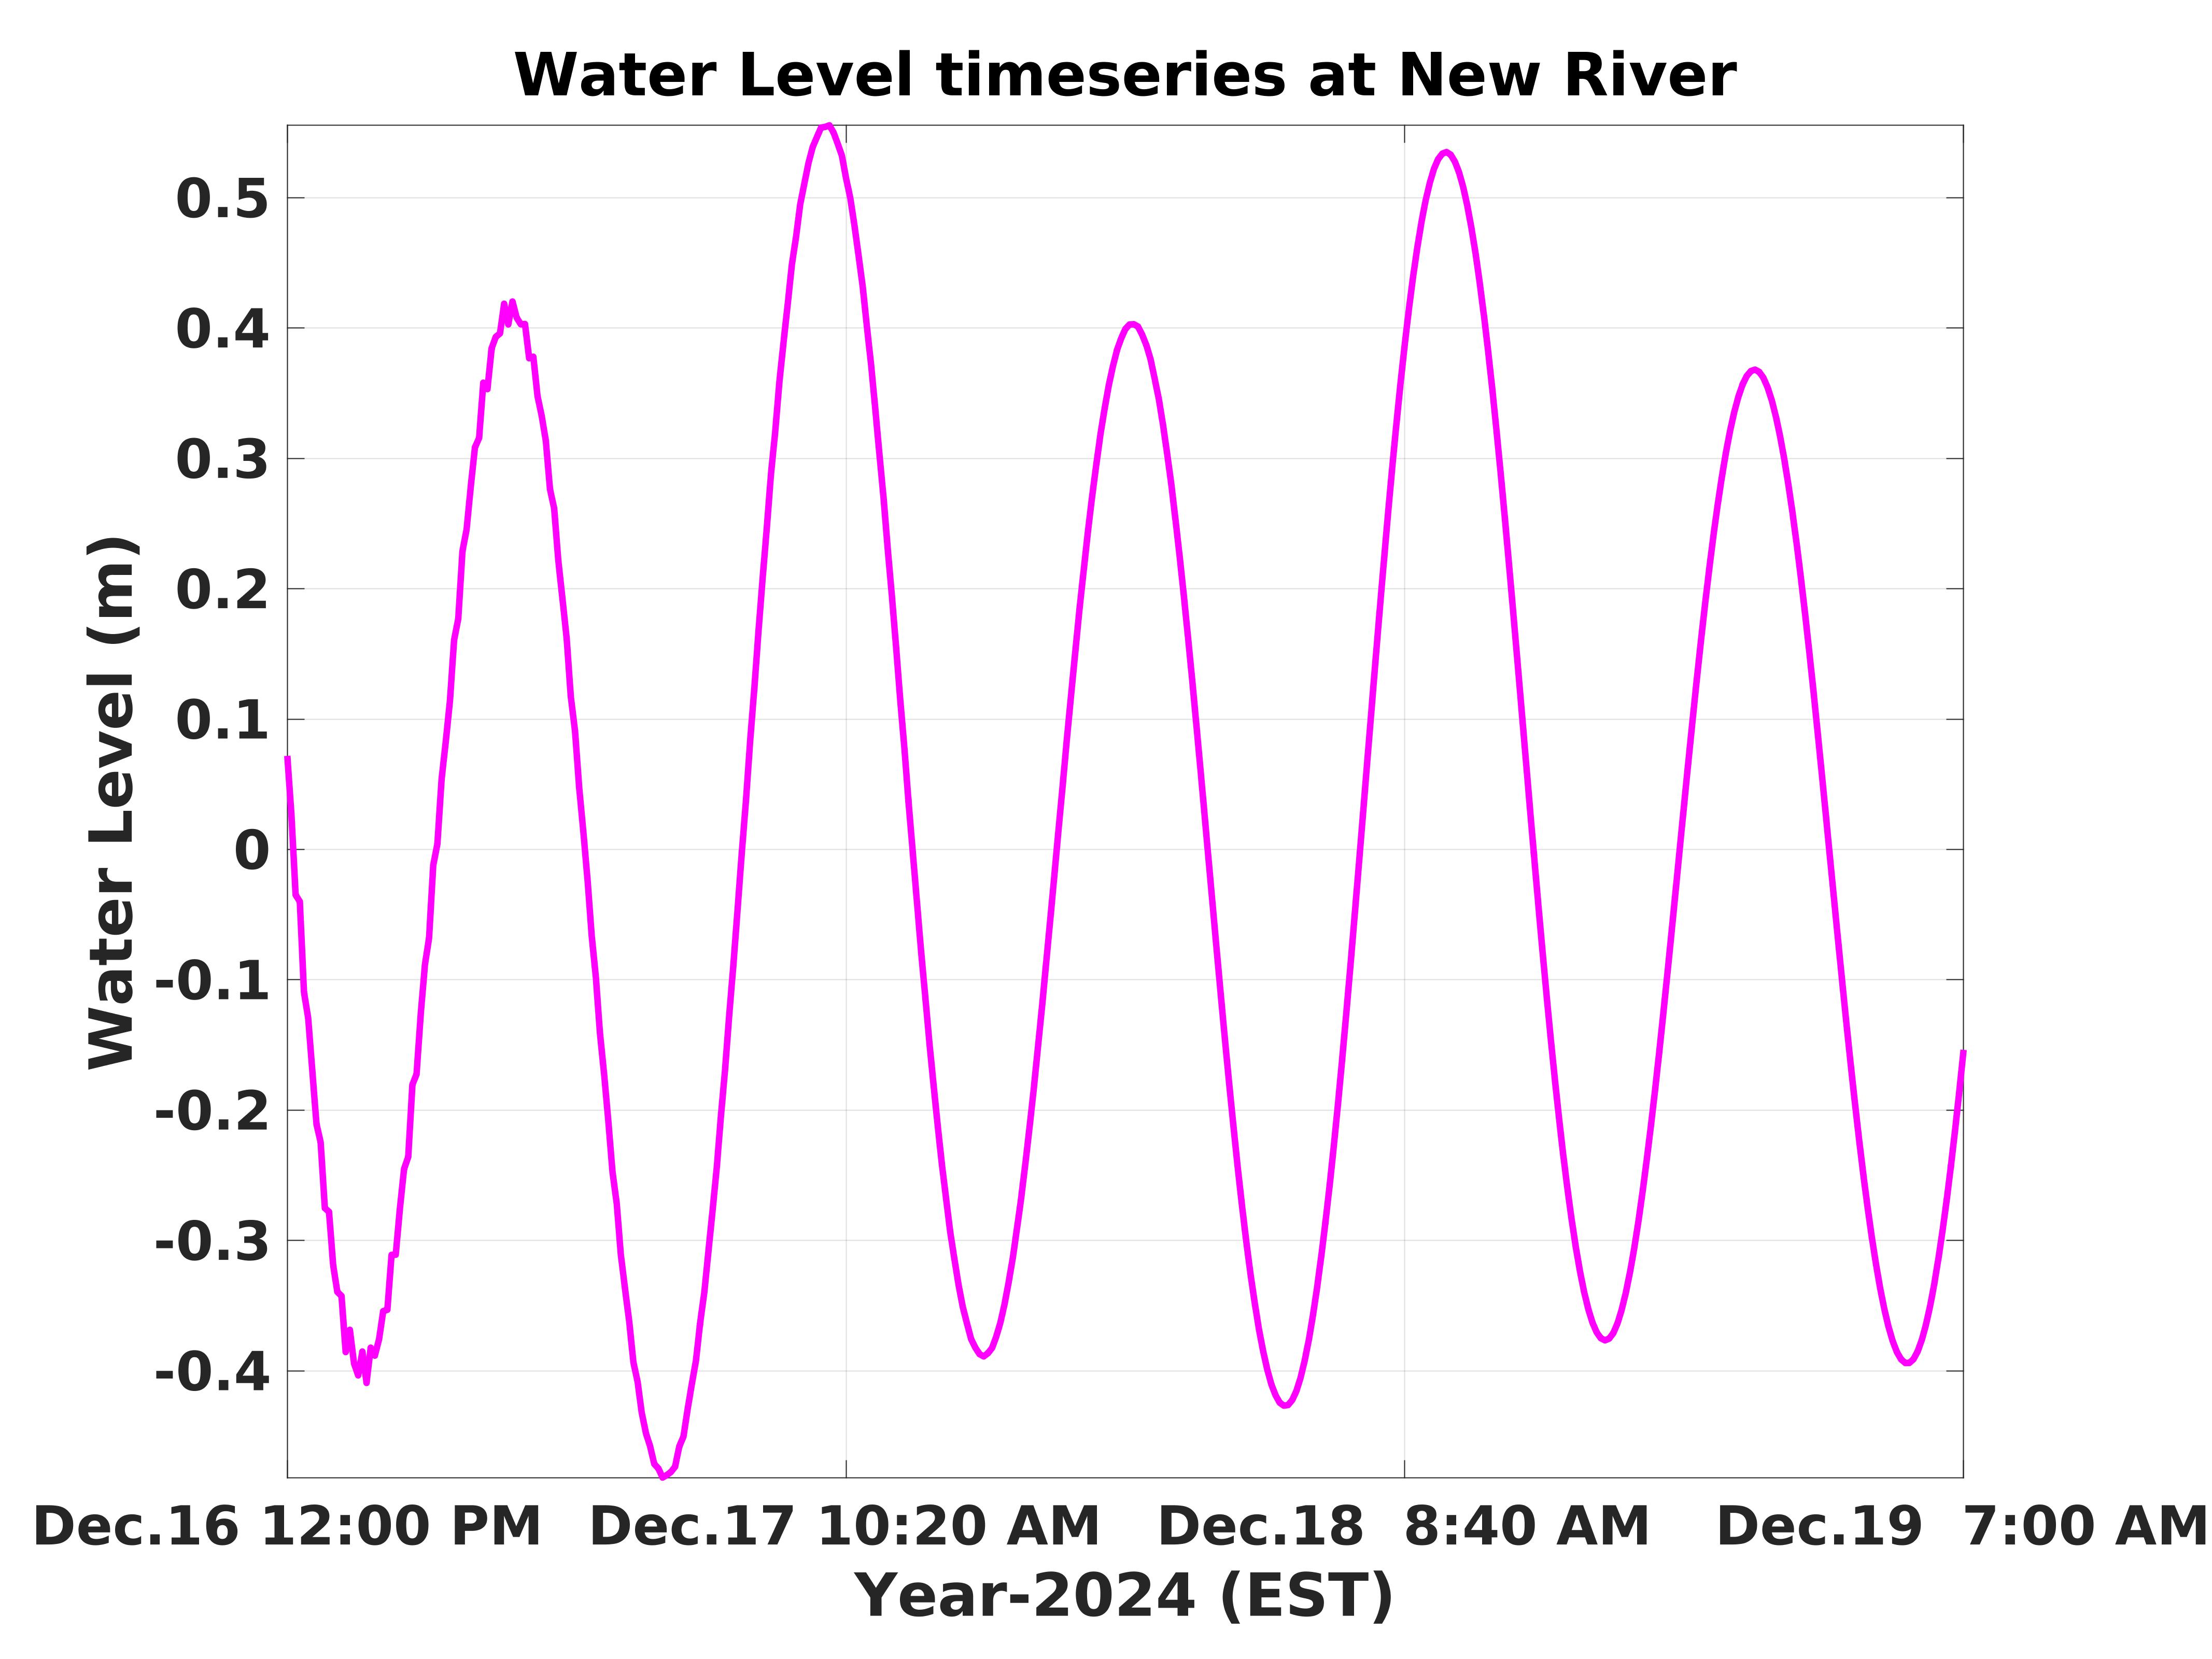 Water Level timeseries at New River
0.5
0.4
0.3
0.2
0.1
0
-0.1
-0.2
-0.3
-0.4
Water Level (m)
Dec.16 12:00 PM Dec.17 10:20 AM Dec.18 8:40 AM Dec.19 7:00 AM
Year-2024 (EST)